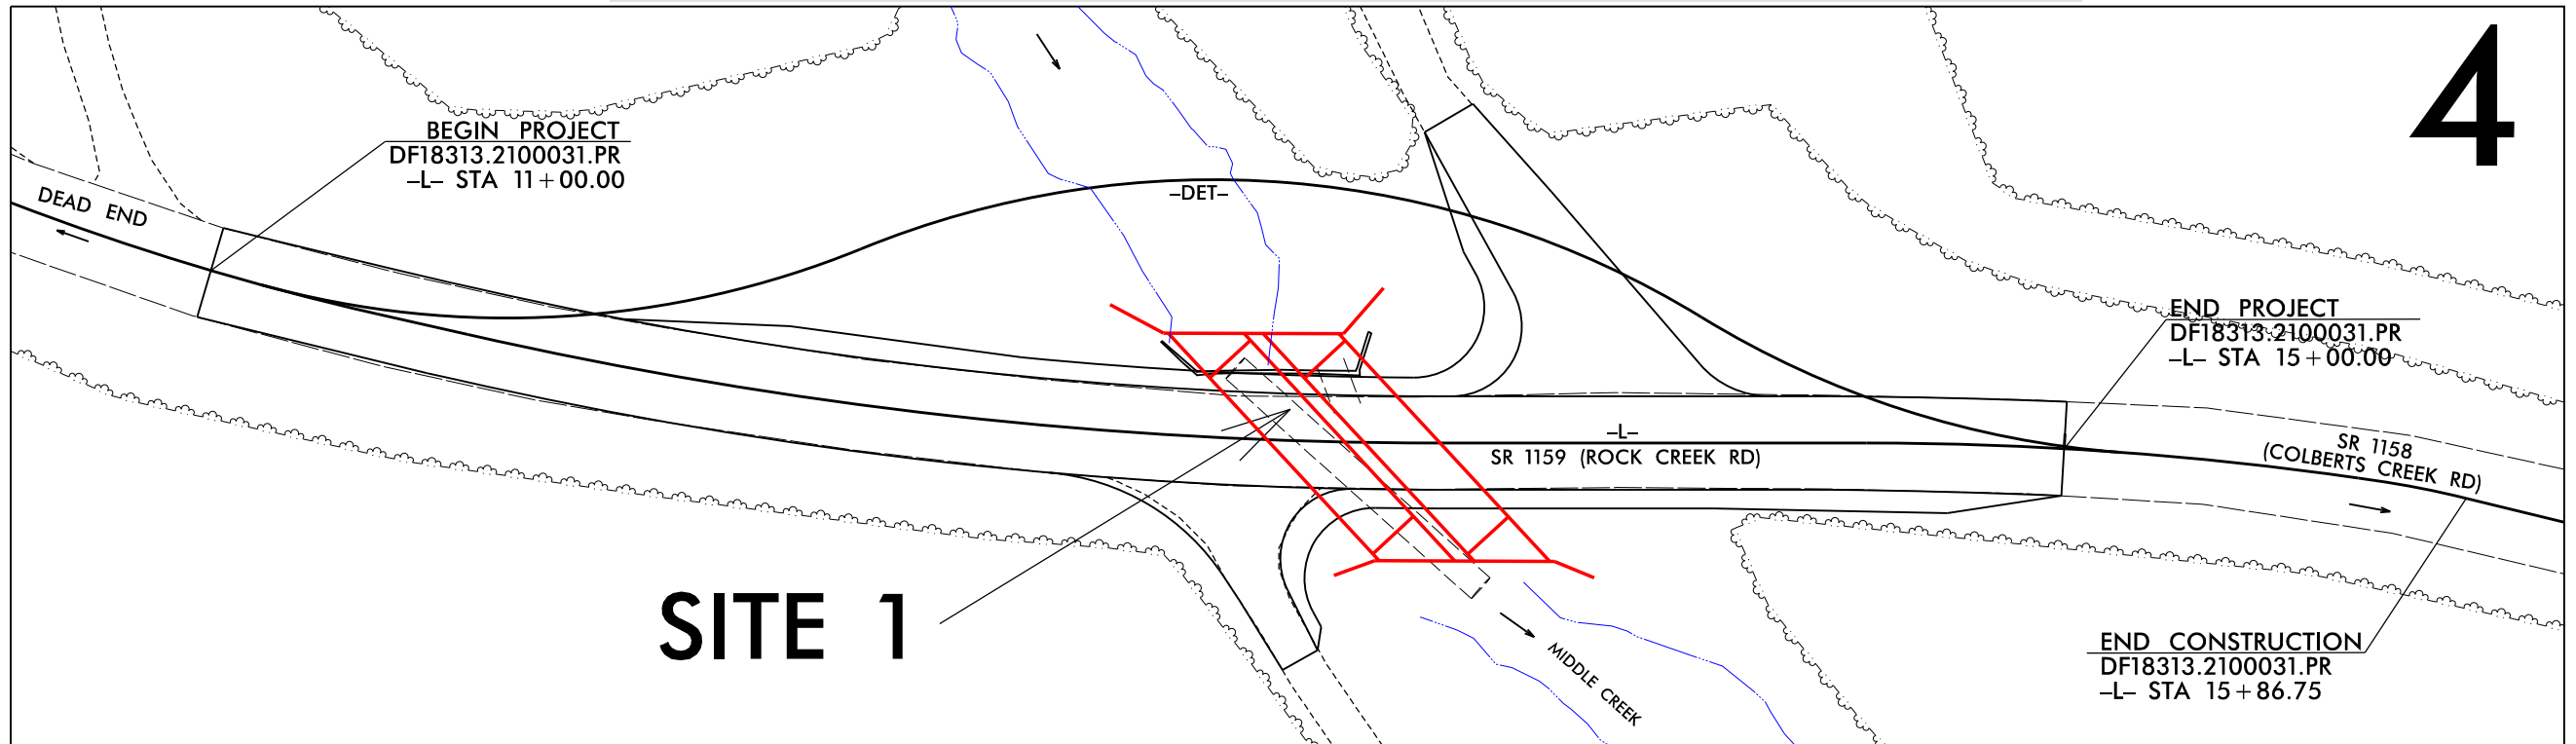 4
BEGIN PROJECT
DF18313.2100031.PR
–L– STA 11+00.00
DEAD END
–DET–
END PROJECT
DF18313.2100031.PR
–L– STA 15+00.00
–L–
SR 1159 (ROCK CREEK RD)
SR 1158
(COLBERTS CREEK RD)
SITE 1
MIDDLE CREEK
END CONSTRUCTION
DF18313.2100031.PR
–L– STA 15+86.75